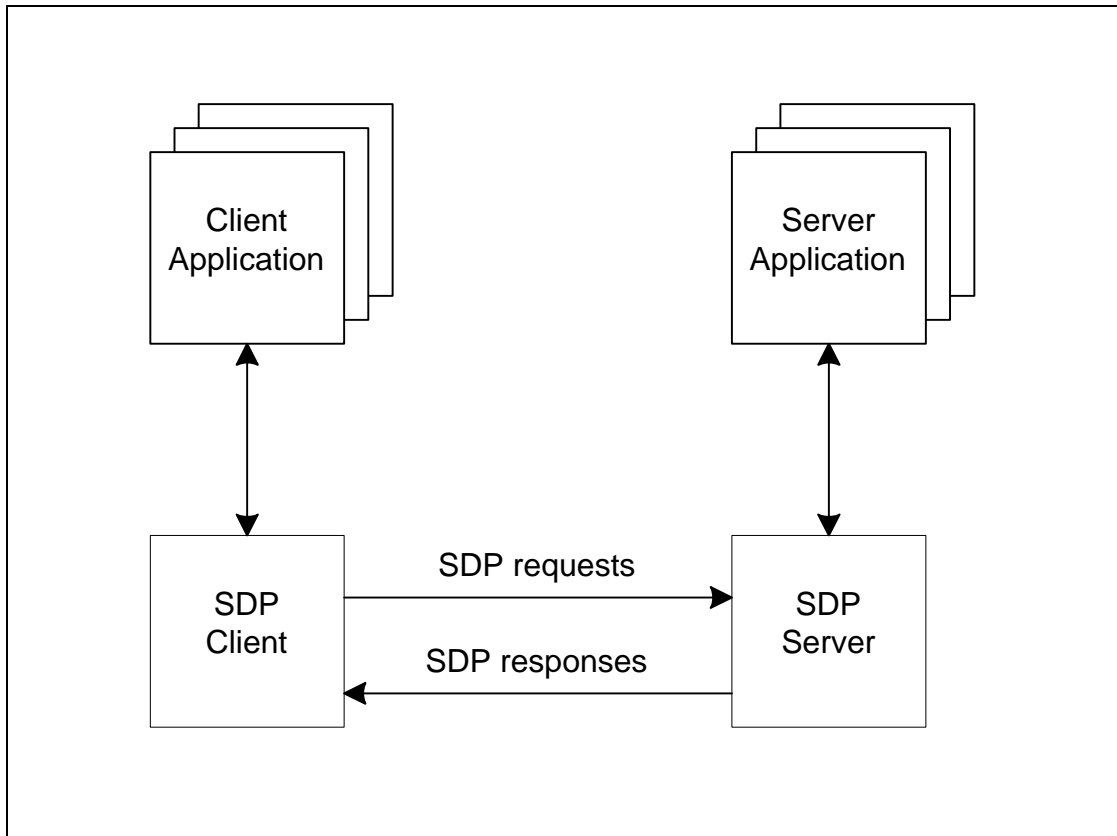 Client
Application
Server
Application
SDP requests
SDP
Client
SDP
Server
SDP responses